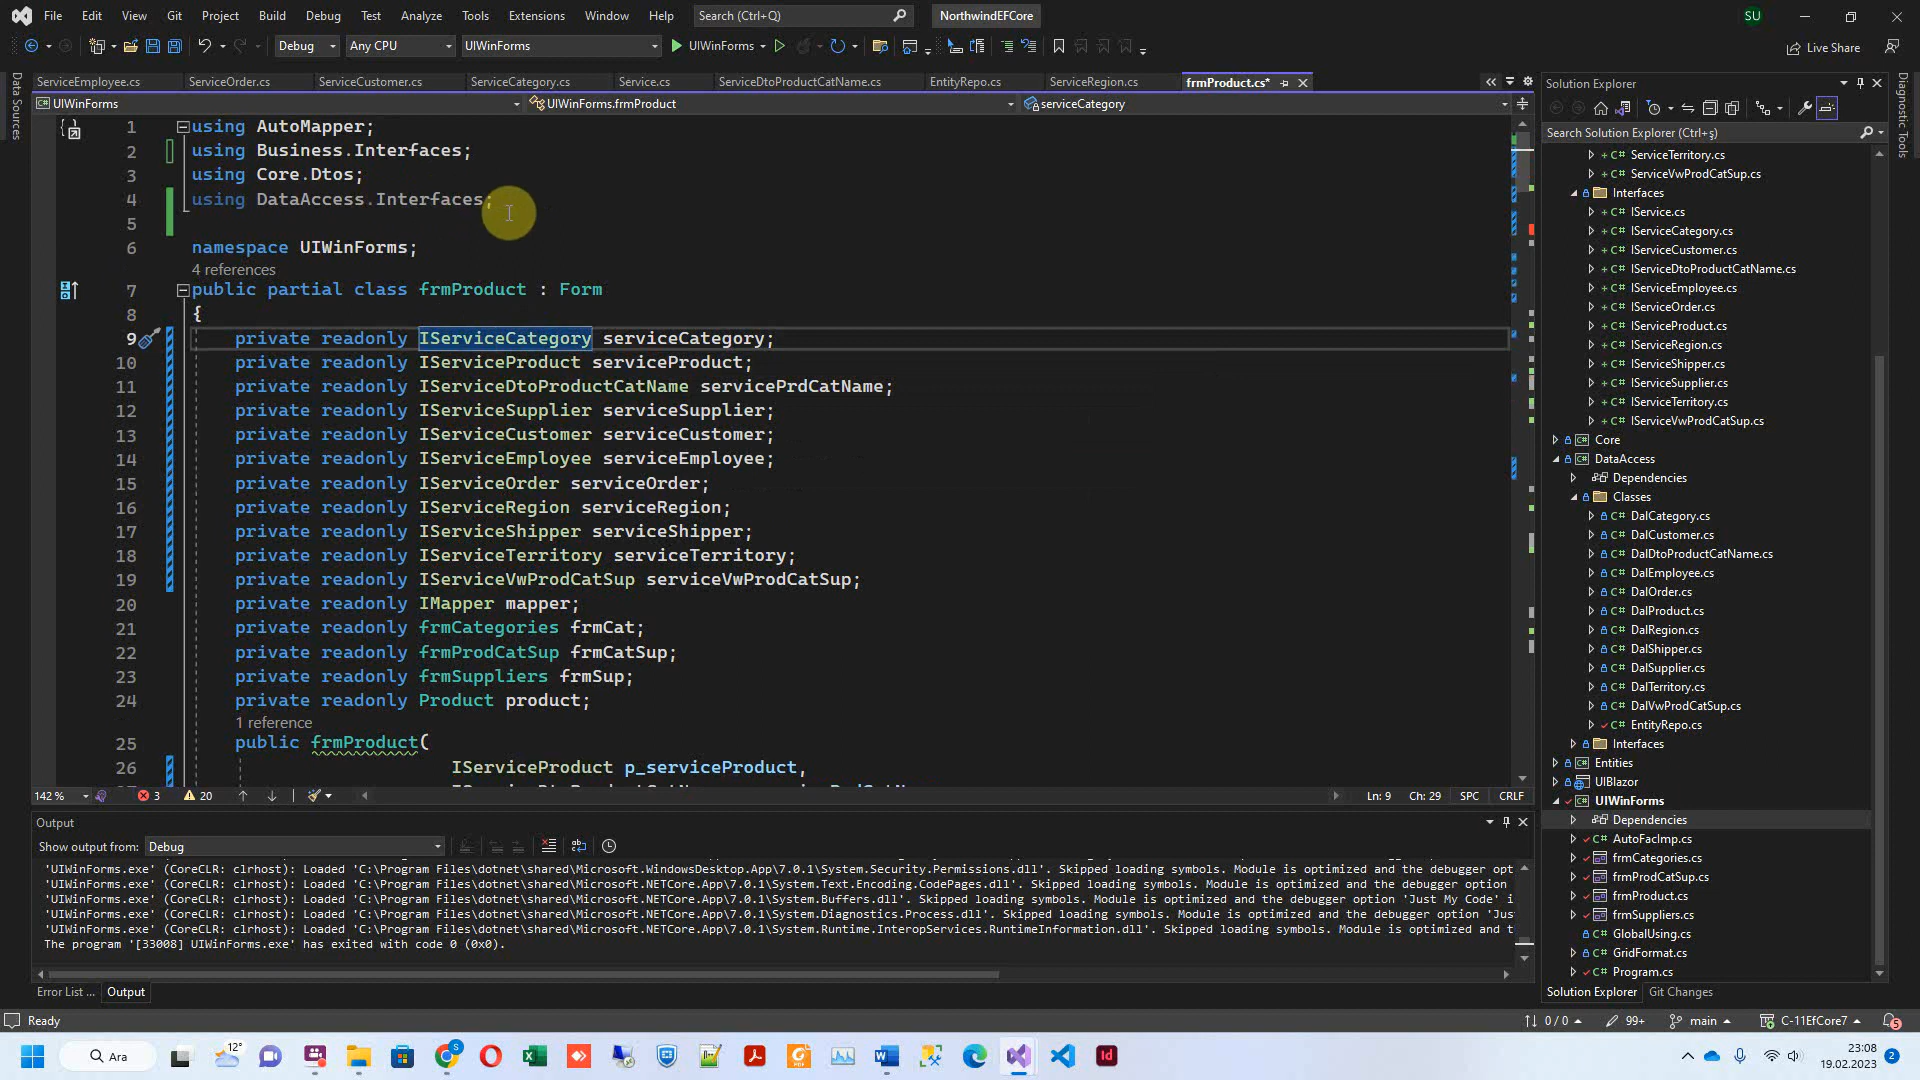 File Edit View Git Project Build Debug Test Analyze Tools Extensions Window Help Search (Ctrl+Q) NorthwindEFCore SU
Debug Any CPU UIWinForms UIWinForms Live Share
ServiceEmployee.cs ServiceOrder.cs ServiceCustomer.cs ServiceCategory.cs Service.cs ServiceDtoProductCatName.cs EntityRepo.cs ServiceRegion.cs frmProduct.cs*
UIWinForms UIWinForms.frmProduct serviceCategory
Data Sources
1 using AutoMapper;
2 using Business.Interfaces;
3 using Core.Dtos;
4 using DataAccess.Interfaces;
5
6 namespace UIWinForms;
4 references
7 public partial class frmProduct : Form
8 {
9 private readonly IServiceCategory serviceCategory;
10 private readonly IServiceProduct serviceProduct;
11 private readonly IServiceDtoProductCatName servicePrdCatName;
12 private readonly IServiceSupplier serviceSupplier;
13 private readonly IServiceCustomer serviceCustomer;
14 private readonly IServiceEmployee serviceEmployee;
15 private readonly IServiceOrder serviceOrder;
16 private readonly IServiceRegion serviceRegion;
17 private readonly IServiceShipper serviceShipper;
18 private readonly IServiceTerritory serviceTerritory;
19 private readonly IServiceVwProdCatSup serviceVwProdCatSup;
20 private readonly IMapper mapper;
21 private readonly frmCategories frmCat;
22 private readonly frmProdCatSup frmCatSup;
23 private readonly frmSuppliers frmSup;
24 private readonly Product product;
1 reference
25 public frmProduct(
26 IServiceProduct p_serviceProduct,
142 % 3 20 Ln: 9 Ch: 29 SPC CRLF
Output
Show output from: Debug
'UIWinForms.exe' (CoreCLR: clrhost): Loaded 'C:\Program Files\dotnet\shared\Microsoft.WindowsDesktop.App\7.0.1\System.Security.Permissions.dll'. Skipped loading symbols. Module is optimized and the debugger opt
'UIWinForms.exe' (CoreCLR: clrhost): Loaded 'C:\Program Files\dotnet\shared\Microsoft.NETCore.App\7.0.1\System.Text.Encoding.CodePages.dll'. Skipped loading symbols. Module is optimized and the debugger option
'UIWinForms.exe' (CoreCLR: clrhost): Loaded 'C:\Program Files\dotnet\shared\Microsoft.NETCore.App\7.0.1\System.Buffers.dll'. Skipped loading symbols. Module is optimized and the debugger option 'Just My Code' i
'UIWinForms.exe' (CoreCLR: clrhost): Loaded 'C:\Program Files\dotnet\shared\Microsoft.NETCore.App\7.0.1\System.Diagnostics.Process.dll'. Skipped loading symbols. Module is optimized and the debugger option 'Jus
'UIWinForms.exe' (CoreCLR: clrhost): Loaded 'C:\Program Files\dotnet\shared\Microsoft.NETCore.App\7.0.1\System.Runtime.InteropServices.RuntimeInformation.dll'. Skipped loading symbols. Module is optimized and t
The program '[33008] UIWinForms.exe' has exited with code 0 (0x0).
Error List ... Output
Solution Explorer
Search Solution Explorer (Ctrl+ş)
C# ServiceTerritory.cs
C# ServiceVwProdCatSup.cs
Interfaces
C# IService.cs
C# IServiceCategory.cs
C# IServiceCustomer.cs
C# IServiceDtoProductCatName.cs
C# IServiceEmployee.cs
C# IServiceOrder.cs
C# IServiceProduct.cs
C# IServiceRegion.cs
C# IServiceShipper.cs
C# IServiceSupplier.cs
C# IServiceTerritory.cs
C# IServiceVwProdCatSup.cs
Core
DataAccess
Dependencies
Classes
C# DalCategory.cs
C# DalCustomer.cs
C# DalDtoProductCatName.cs
C# DalEmployee.cs
C# DalOrder.cs
C# DalProduct.cs
C# DalRegion.cs
C# DalShipper.cs
C# DalSupplier.cs
C# DalTerritory.cs
C# DalVwProdCatSup.cs
C# EntityRepo.cs
Interfaces
Entities
UIBlazor
UIWinForms
Dependencies
C# AutoFacImp.cs
frmCategories.cs
frmProdCatSup.cs
frmProduct.cs
frmSuppliers.cs
C# GlobalUsing.cs
C# GridFormat.cs
C# Program.cs
Solution Explorer Git Changes
Diagnostic Tools
Ready 0 / 0 99+ main C-11EfCore7 5
Ara 12° S Id 23:08 2
19.02.2023